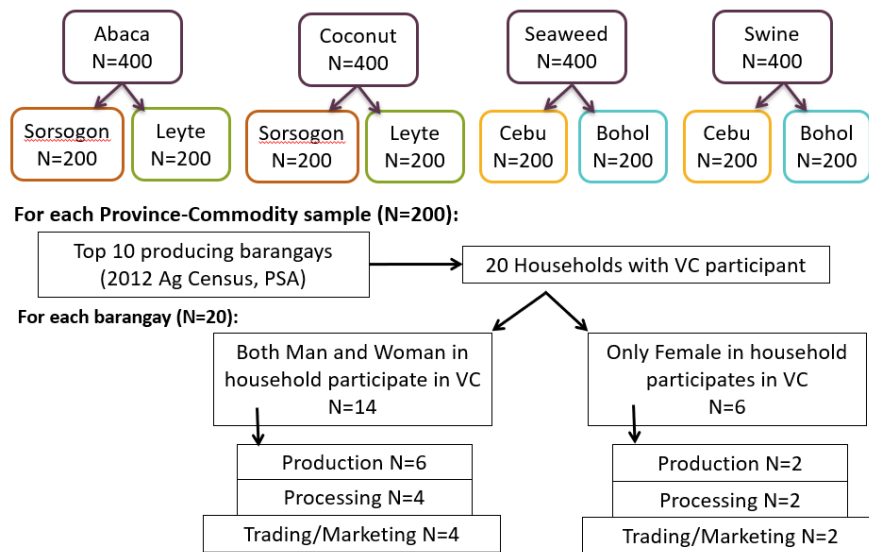 Abaca
N=400
Coconut
N=400
Seaweed
N=400
Swine
N=400
Sorsogon
N=200
Leyte
N=200
Sorsogon
N=200
Leyte
N=200
Cebu
N=200
Bohol
N=200
Cebu
N=200
Bohol
N=200
For each Province-Commodity sample (N=200):
Top 10 producing barangays
(2012 Ag Census, PSA)
20 Households with VC participant
For each barangay (N=20):
Both Man and Woman in
household participate in VC
N=14
Only Female in household
participates in VC
N=6
Production N=6
Processing N=4
Trading/Marketing N=4
Production N=2
Processing N=2
Trading/Marketing N=2